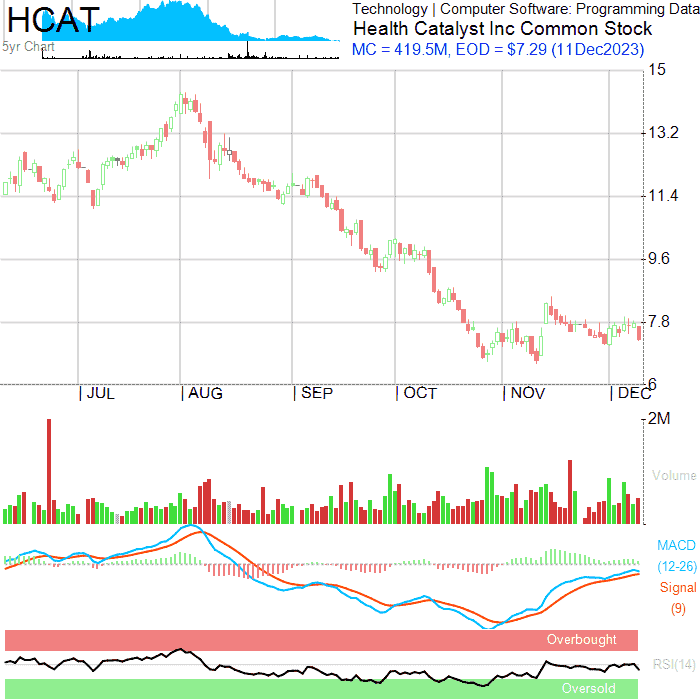 HCAT
5yr Chart
Technology | Computer Software: Programming Data
Health Catalyst Inc Common Stock
MC = 419.5M, EOD = $7.29 (11Dec2023)
15
13.2
11.4
9.6
7.8
6
JUL
AUG
SEP
OCT
NOV
DEC
2M
Volume
MACD
(12-26)
Signal
(9)
Overbought
RSI(14)
Oversold